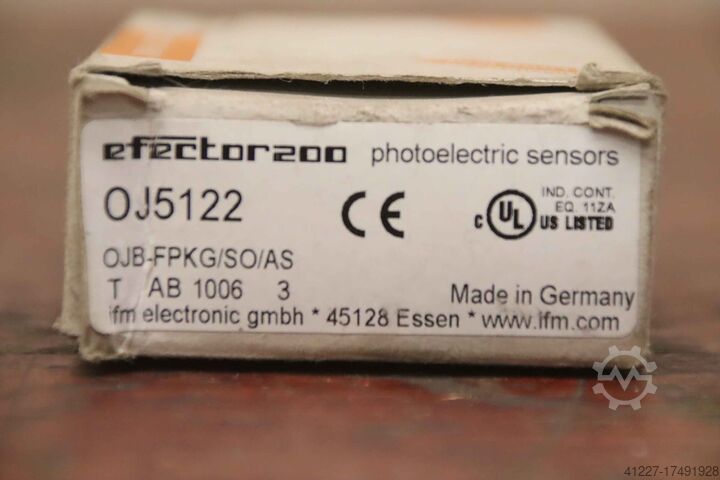 efector200 photoelectric sensors
OJ5122
CE
IND. CONT.
EQ. 11ZA
C UL US LISTED
OJB-FPKG/SO/AS
T AB 1006 3
Made in Germany
ifm electronic gmbh * 45128 Essen * www.ifm.com
41227-17491928